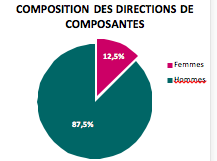 COMPOSITION DES DIRECTIONS DE
COMPOSANTES
12,5%
Femmes
Hommes
87,5%